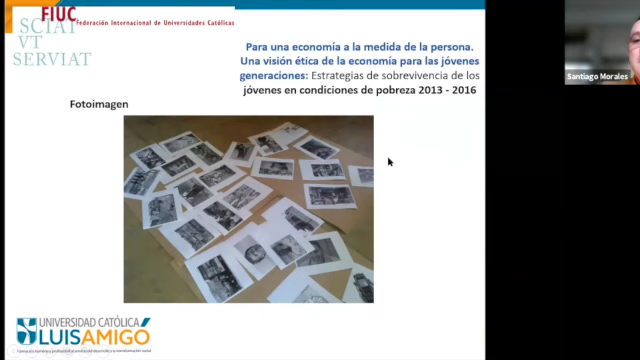 FIUC Federación Internacional de Universidades Católicas
SCIAT
VT
SERVIAT
Para una economía a la medida de la persona.
Una visión ética de la economía para las jóvenes
generaciones: Estrategias de sobrevivencia de los
jóvenes en condiciones de pobreza 2013 - 2016
Santiago Morales
Fotoimagen
UNIVERSIDAD CATÓLICA
LUIS AMIGÓ